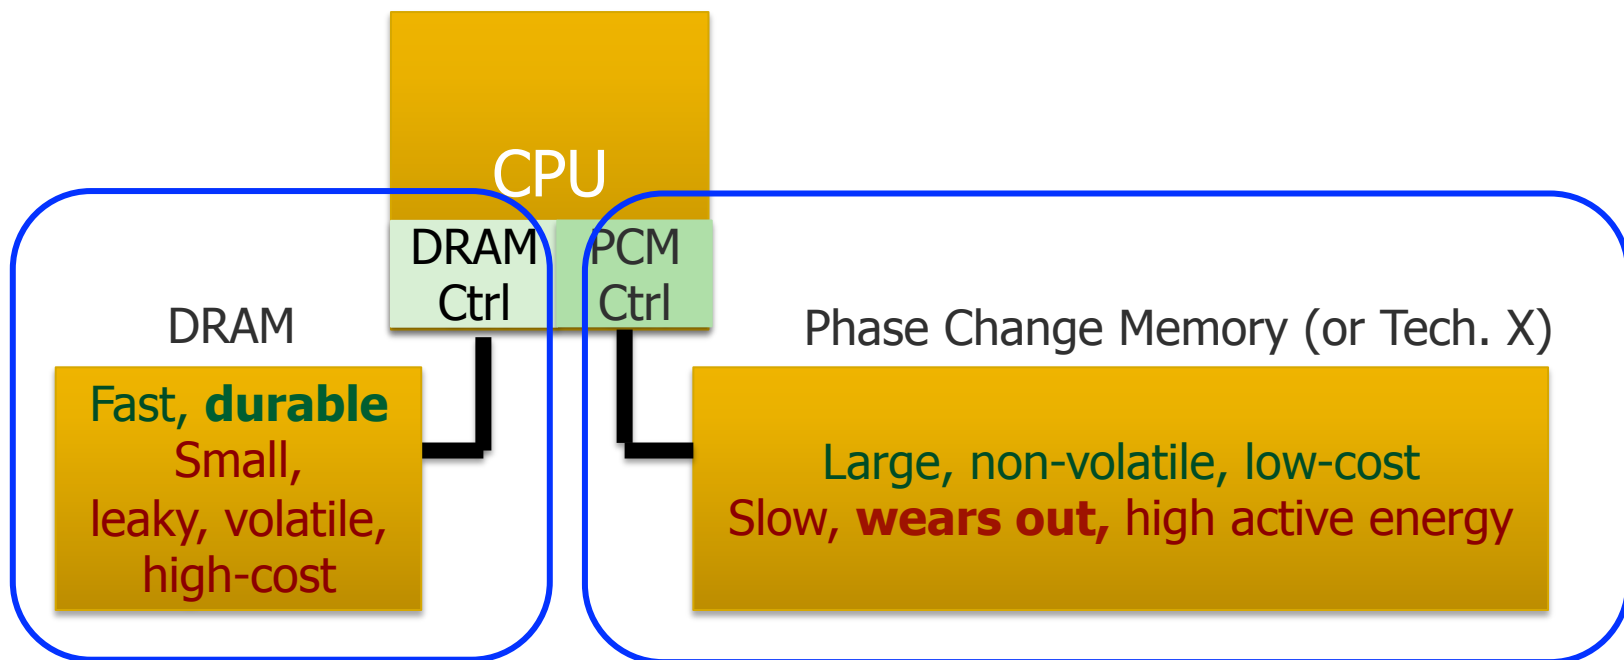 CPU
DRAM
Ctrl
PCM
Ctrl
DRAM
Fast, durable
Small,
leaky, volatile,
high-cost
Phase Change Memory (or Tech. X)
Large, non-volatile, low-cost
Slow, wears out, high active energy